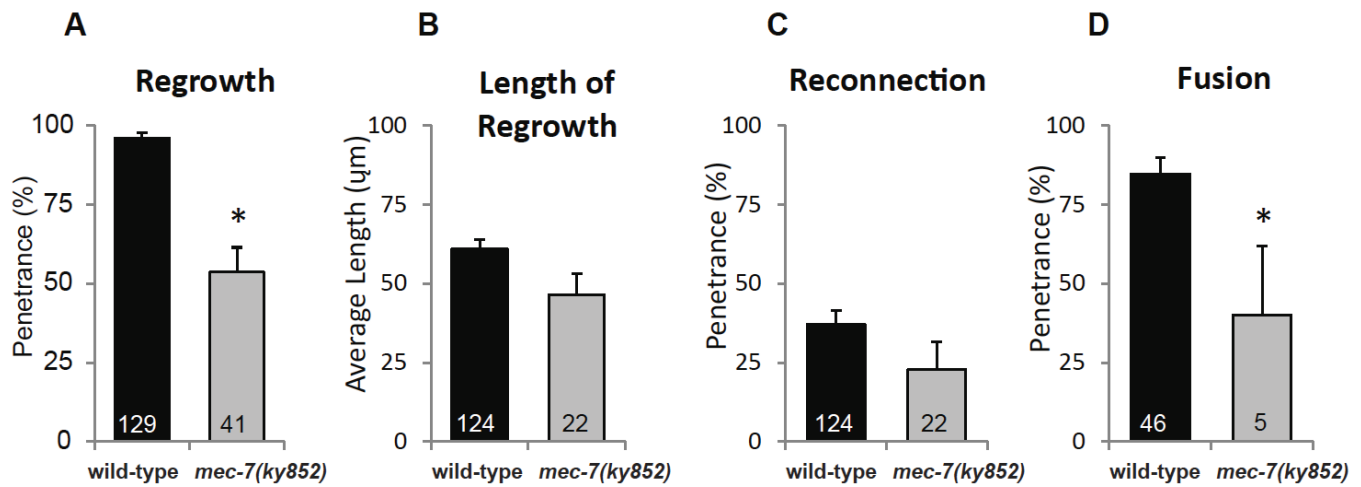 A
Regrowth
Penetrance (%)
100
75
50
25
0
*
129
41
wild-type
mec-7(ky852)
B
Length of
Regrowth
Average Length (ųm)
100
75
50
25
0
124
22
wild-type
mec-7(ky852)
C
Reconnection
Penetrance (%)
100
75
50
25
0
124
22
wild-type
mec-7(ky852)
D
Fusion
Penetrance (%)
100
75
50
25
0
*
46
5
wild-type
mec-7(ky852)